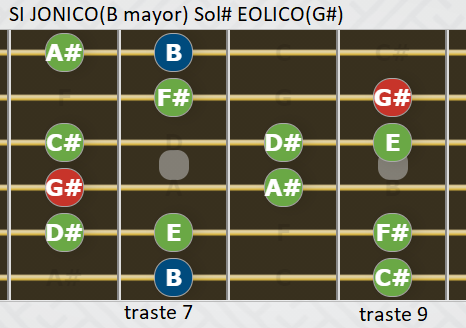 SI JONICO(B mayor) Sol# EOLICO(G#)
A# B C C#
F F# G G#
C# D D# E
G# A A# B
D# E F F#
A# B C C#
traste 7 traste 9